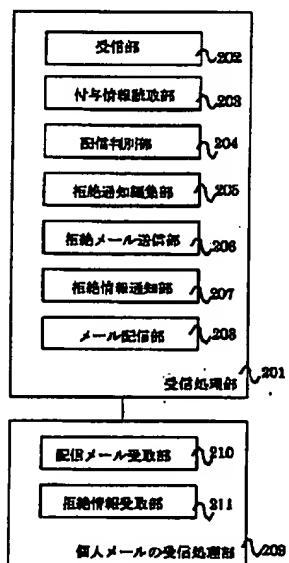 受信部 202
付与情報読取部 203
配信判別部 204
拒絶通知編集部 205
拒絶メール送信部 206
拒絶情報通知部 207
メール配信部 208
受信処理部 201
配信メール受取部 210
拒絶情報受取部 211
個人メールの受信処理部 209